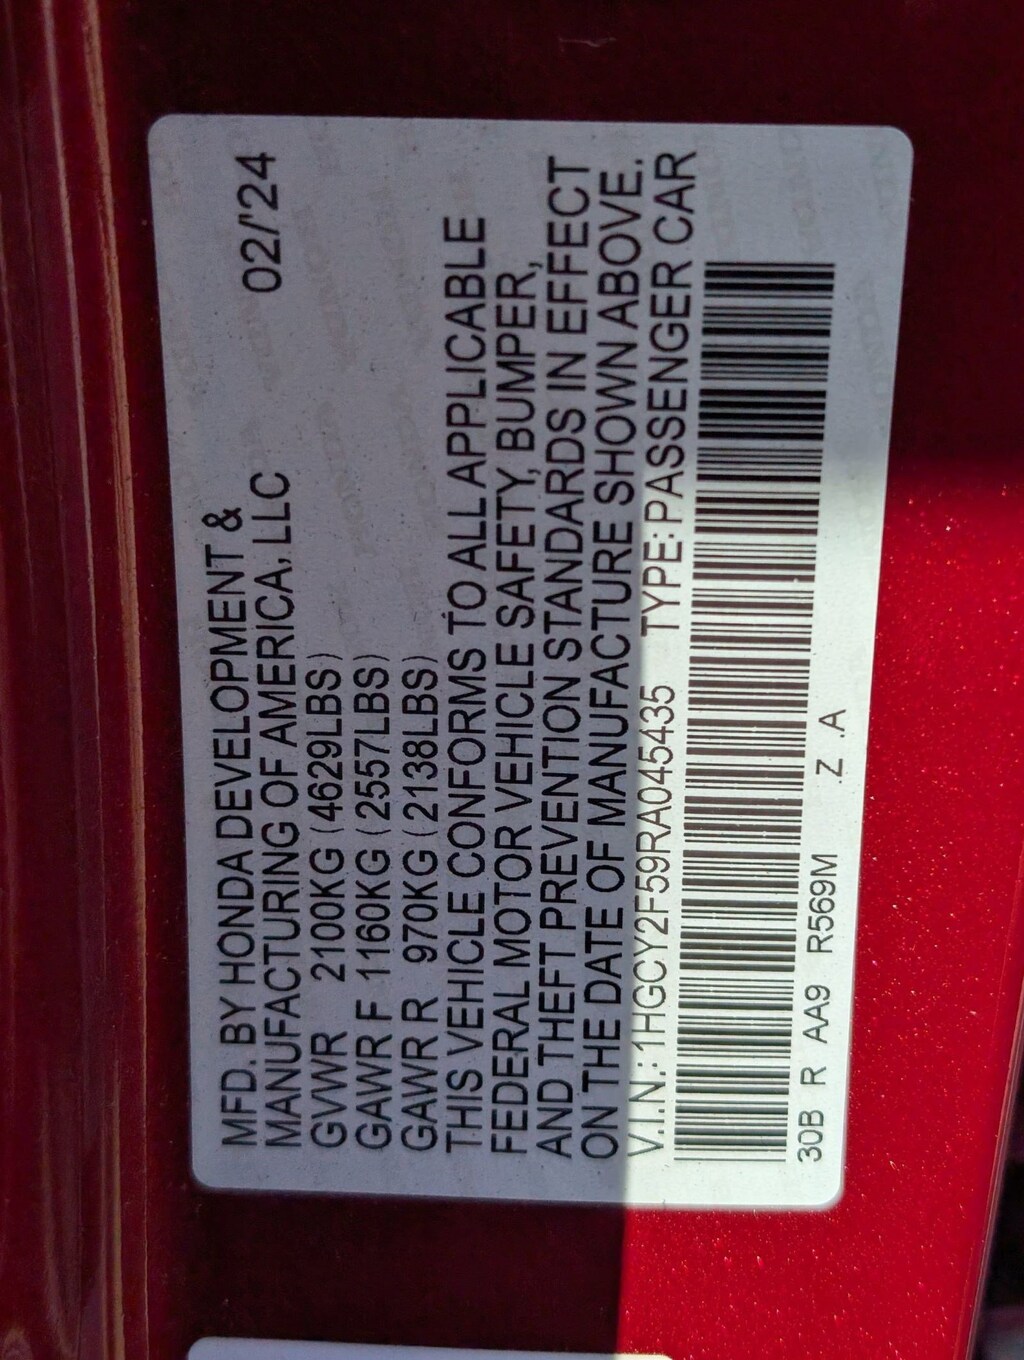 MFD. BY HONDA DEVELOPMENT &
MANUFACTURING OF AMERICA, LLC 02/'24
GVWR 2100KG (4629LBS)
GAWR F 1160KG (2557LBS)
GAWR R 970KG (2138LBS)
THIS VEHICLE CONFORMS TO ALL APPLICABLE
FEDERAL MOTOR VEHICLE SAFETY, BUMPER,
AND THEFT PREVENTION STANDARDS IN EFFECT
ON THE DATE OF MANUFACTURE SHOWN ABOVE.
V.I.N.: 1HGCY2F59RA045435 TYPE: PASSENGER CAR
30B R AA9 R569M .Z .A